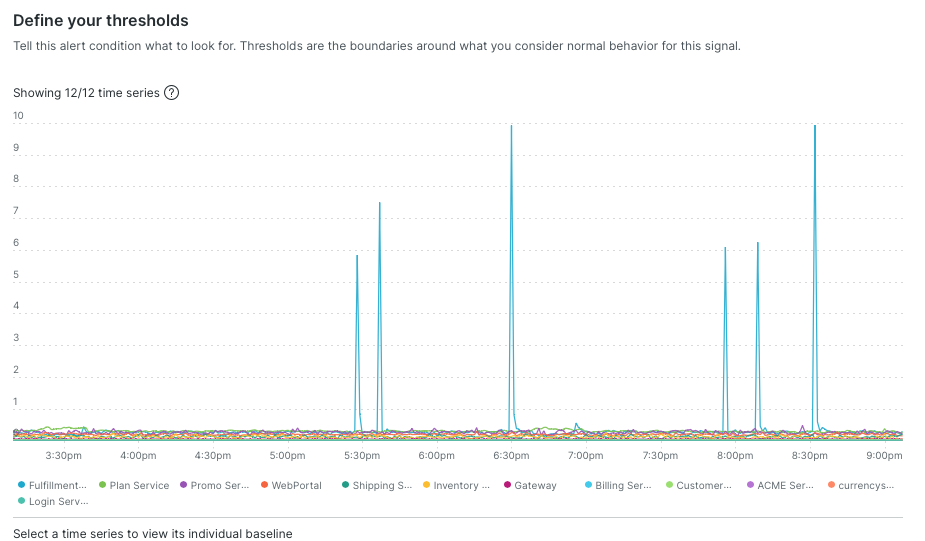 Define your thresholds
Tell this alert condition what to look for. Thresholds are the boundaries around what you consider normal behavior for this signal.
Showing 12/12 time series ?
10
9
8
7
6
5
4
3
2
1
3:30pm 4:00pm 4:30pm 5:00pm 5:30pm 6:00pm 6:30pm 7:00pm 7:30pm 8:00pm 8:30pm 9:00pm
Fulfillment... Plan Service Promo Ser... WebPortal Shipping S... Inventory ... Gateway Billing Ser... Customer... ACME Ser... currencys...
Login Serv...
Select a time series to view its individual baseline